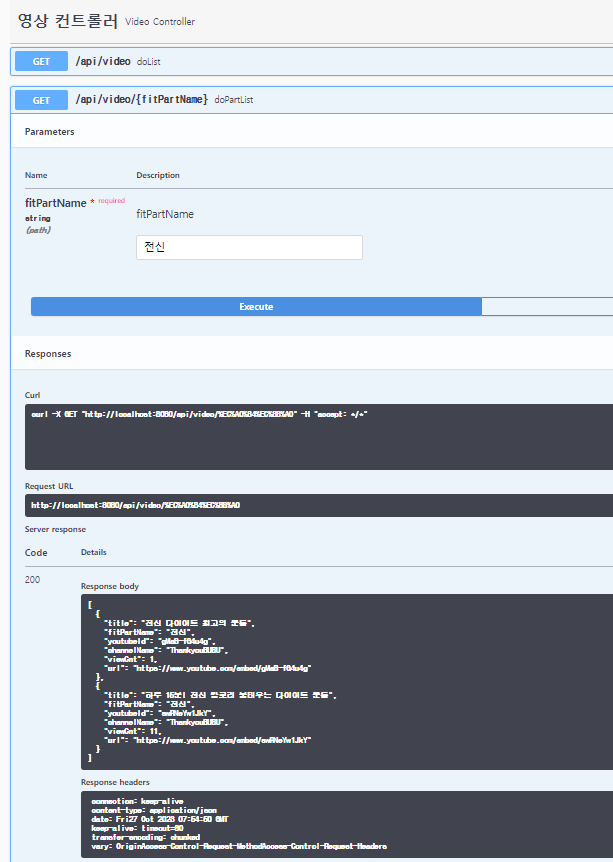 영상 컨트롤러 Video Controller
GET /api/video doList
GET /api/video/{fitPartName} doPartList
Parameters
Name Description
fitPartName * required
string
(path)
fitPartName
전신
Execute
Responses
Curl
curl -X GET "http://localhost:8080/api/video/%EC%A0%84%EC%8B%A0" -H "accept: */*"
Request URL
http://localhost:8080/api/video/%EC%A0%84%EC%8B%A0
Server response
Code Details
200
Response body
[
{
"title": "전신 다이어트 최고의 운동",
"fitPartName": "전신",
"youtubeId": "gMaB-fG4u4g",
"channelName": "ThankyouBUBU",
"viewCnt": 1,
"url": "https://www.youtube.com/embed/gMaB-fG4u4g"
},
{
"title": "하루 15분! 전신 칼로리 불태우는 다이어트 운동",
"fitPartName": "전신",
"youtubeId": "swRNeYw1JkY",
"channelName": "ThankyouBUBU",
"viewCnt": 11,
"url": "https://www.youtube.com/embed/swRNeYw1JkY"
}
]
Response headers
connection: keep-alive
content-type: application/json
date: Fri27 Oct 2023 07:54:50 GMT
keep-alive: timeout=60
transfer-encoding: chunked
vary: OriginAccess-Control-Request-MethodAccess-Control-Request-Headers